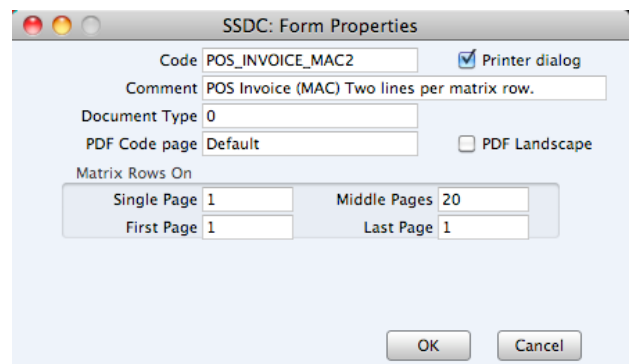 SSDC: Form Properties
Code POS_INVOICE_MAC2 Printer dialog
Comment POS Invoice (MAC) Two lines per matrix row.
Document Type 0
PDF Code page Default PDF Landscape
Matrix Rows On
Single Page 1 Middle Pages 20
First Page 1 Last Page 1
OK Cancel